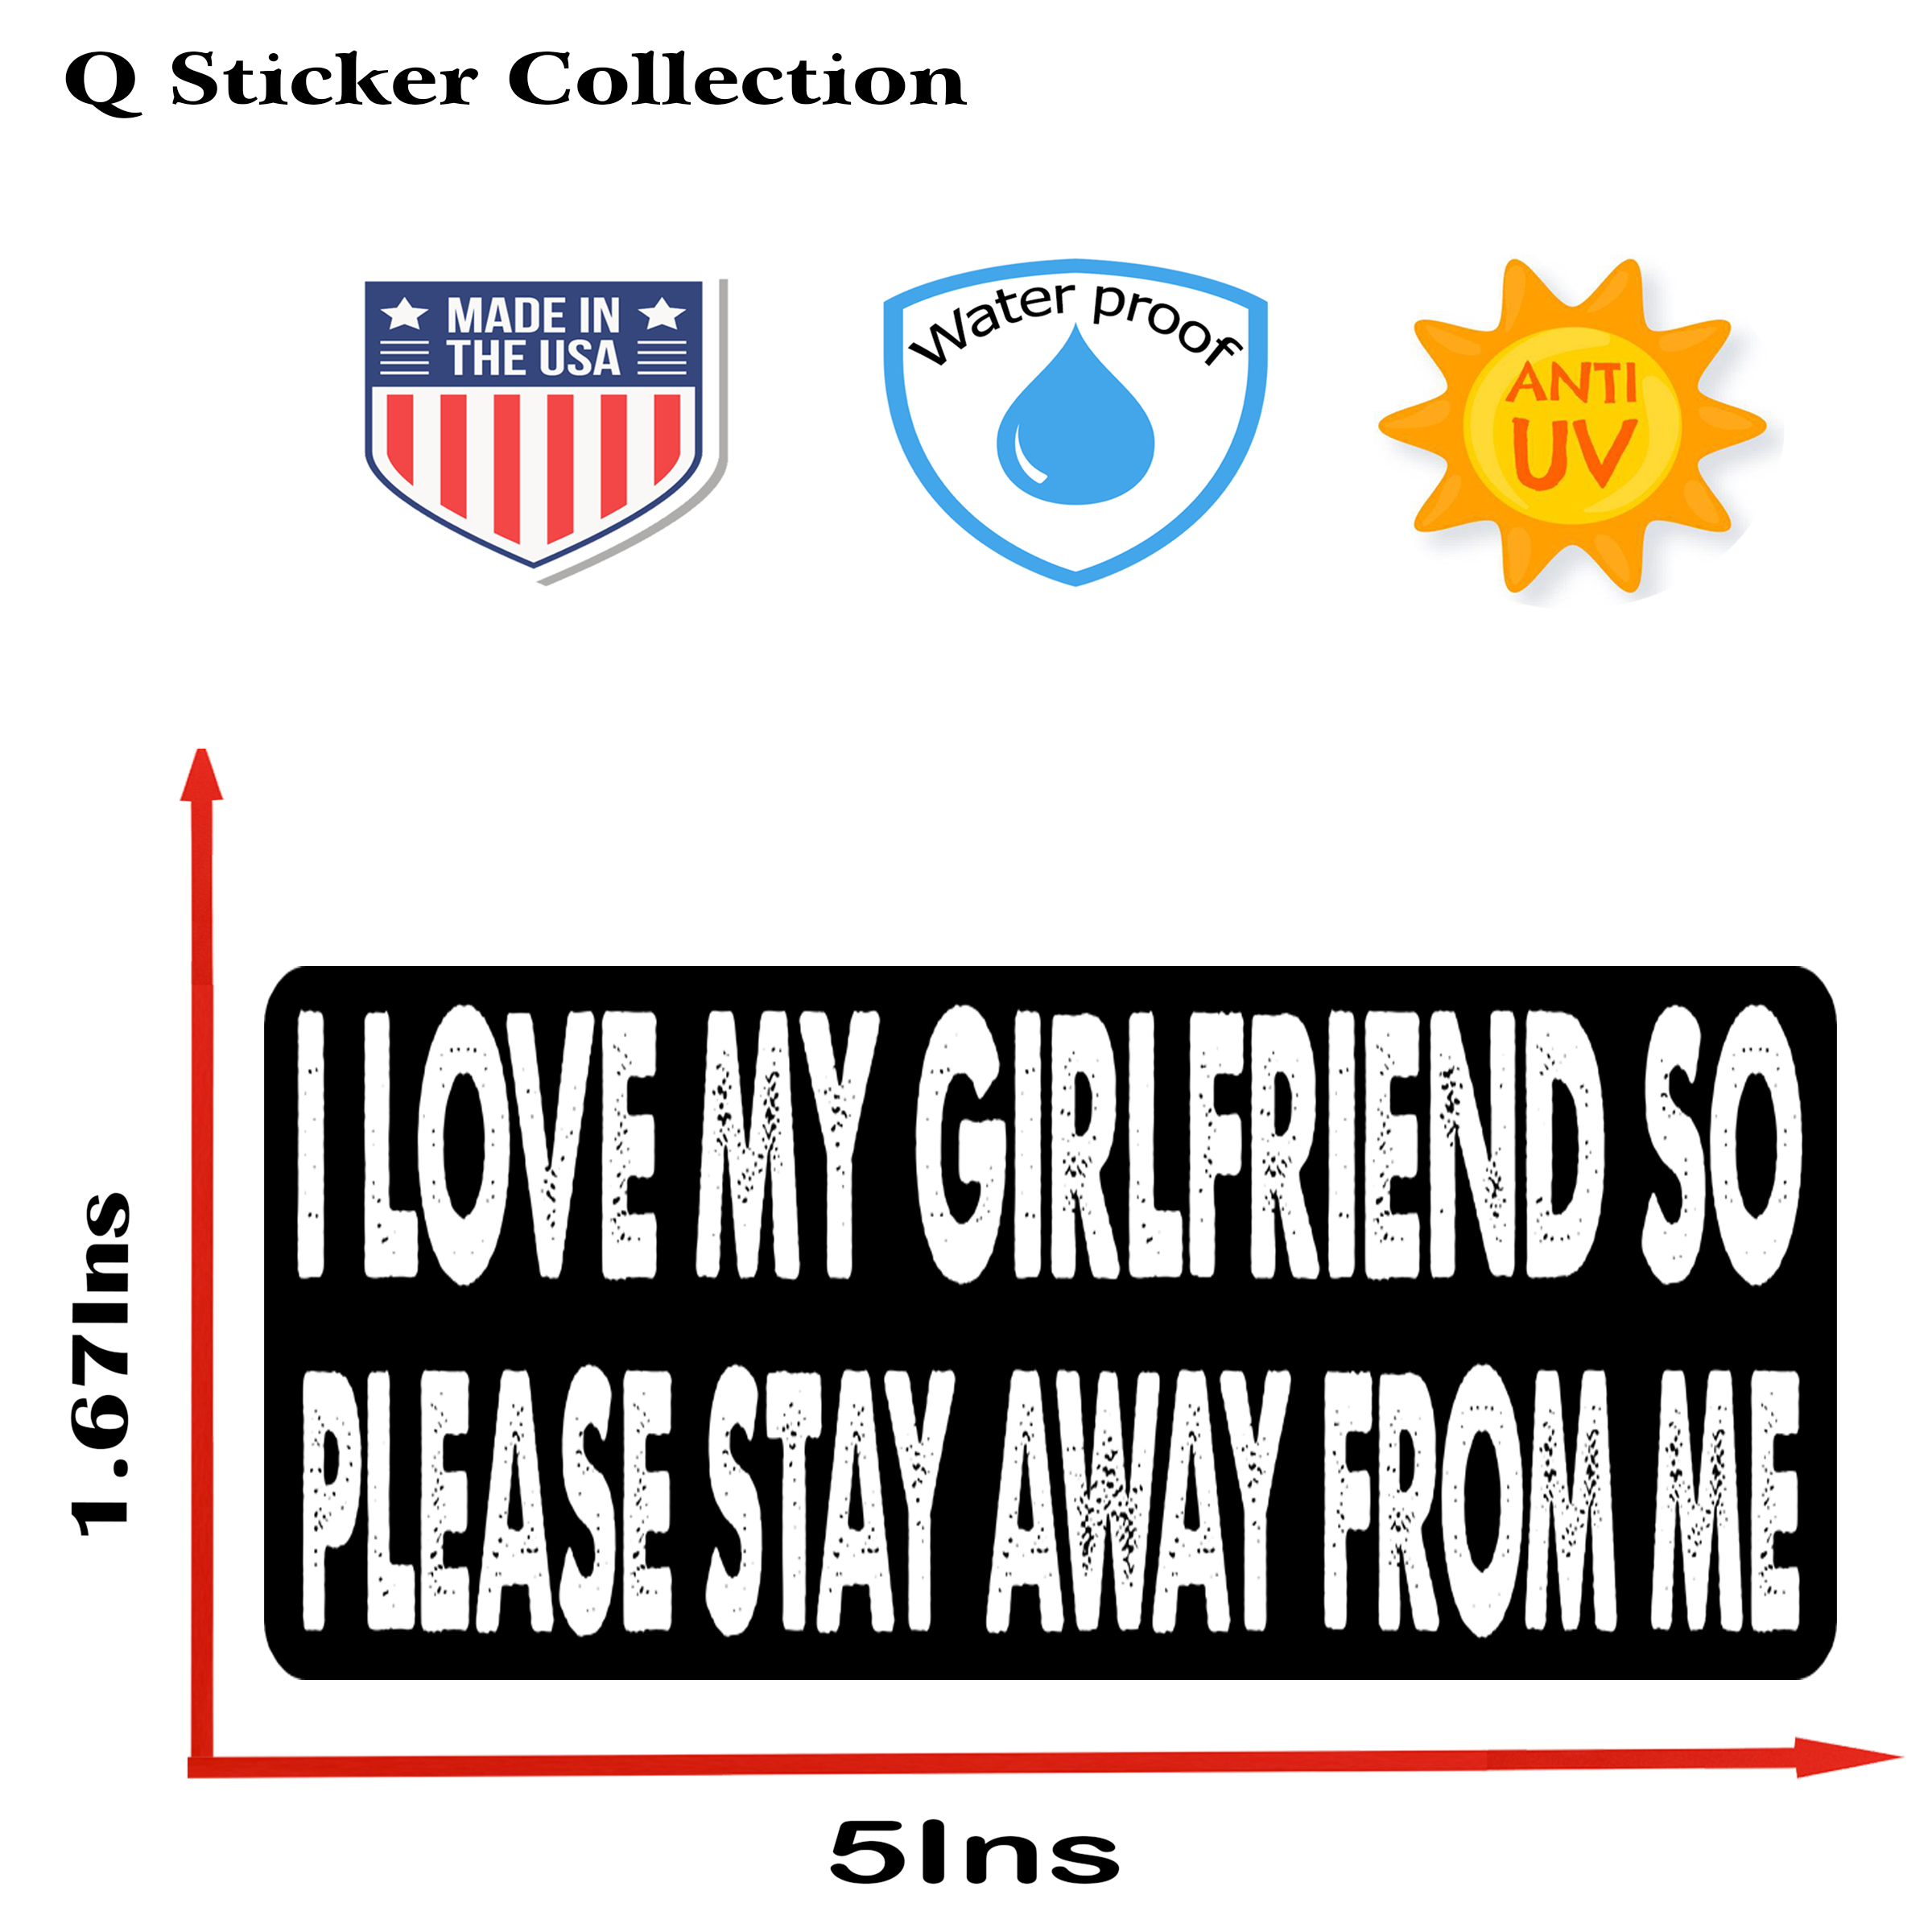 Q Sticker Collection
MADE IN
THE USA
Water proof
ANTI
UV
1.67Ins
I LOVE MY GIRLFRIEND SO
PLEASE STAY AWAY FROM ME
5Ins